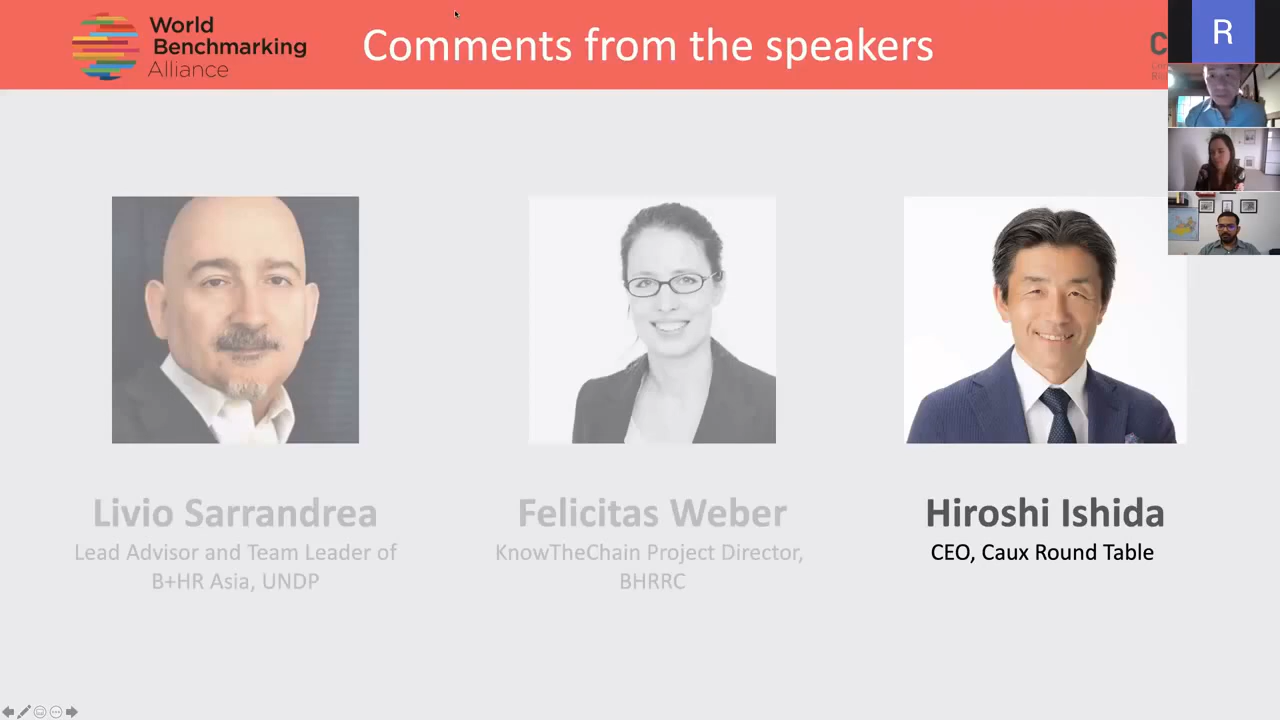 World
Benchmarking
Alliance
Comments from the speakers
R
Livio Sarrandrea
Lead Advisor and Team Leader of
B+HR Asia, UNDP
Felicitas Weber
KnowTheChain Project Director,
BHRRC
Hiroshi Ishida
CEO, Caux Round Table